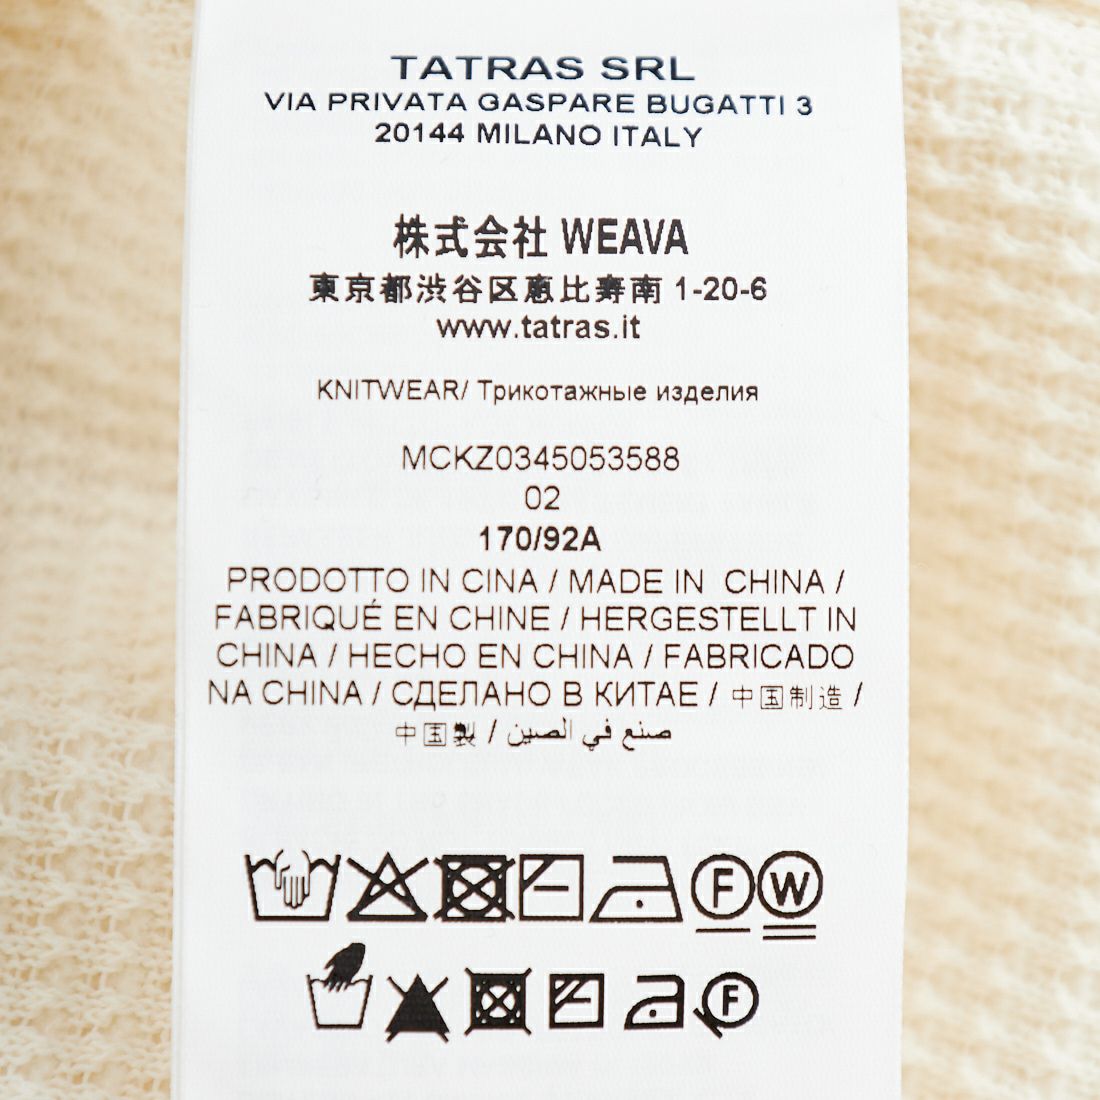 TATRAS SRL
VIA PRIVATA GASPARE BUGATTI 3
20144 MILANO ITALY
株式会社 WEAVA
東京都渋谷区恵比寿南 1-20-6
www.tatras.it
KNITWEAR/ Трикотажные изделия
MCKZ0345053588
02
170/92A
PRODOTTO IN CINA / MADE IN CHINA /
FABRIQUÉ EN CHINE / HERGESTELLT IN
CHINA / HECHO EN CHINA / FABRICADO
NA CHINA / СДЕЛАНО В КИТАЕ / 中国制造 /
中国製 / صنع في الصين
F W
F